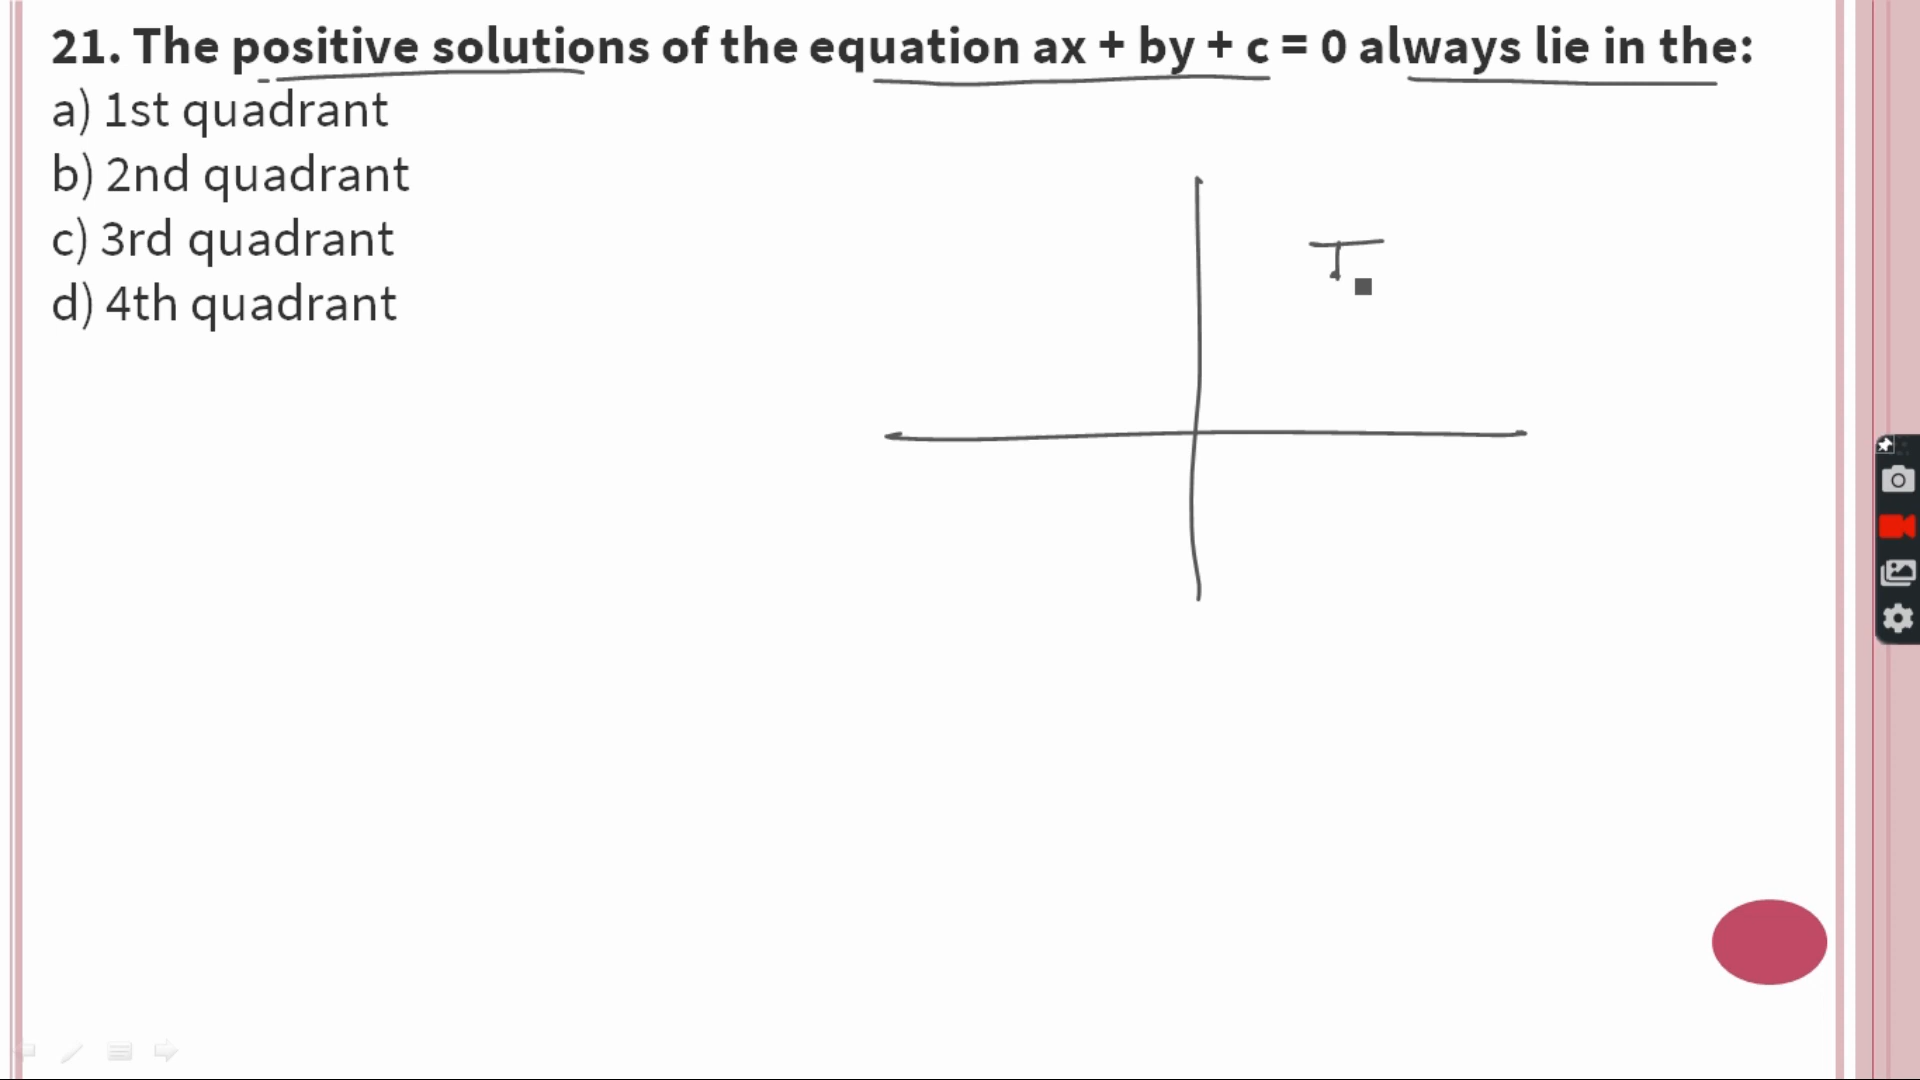 21. The positive solutions of the equation ax + by + c = 0 always lie in the:
a) 1st quadrant
b) 2nd quadrant
c) 3rd quadrant
d) 4th quadrant